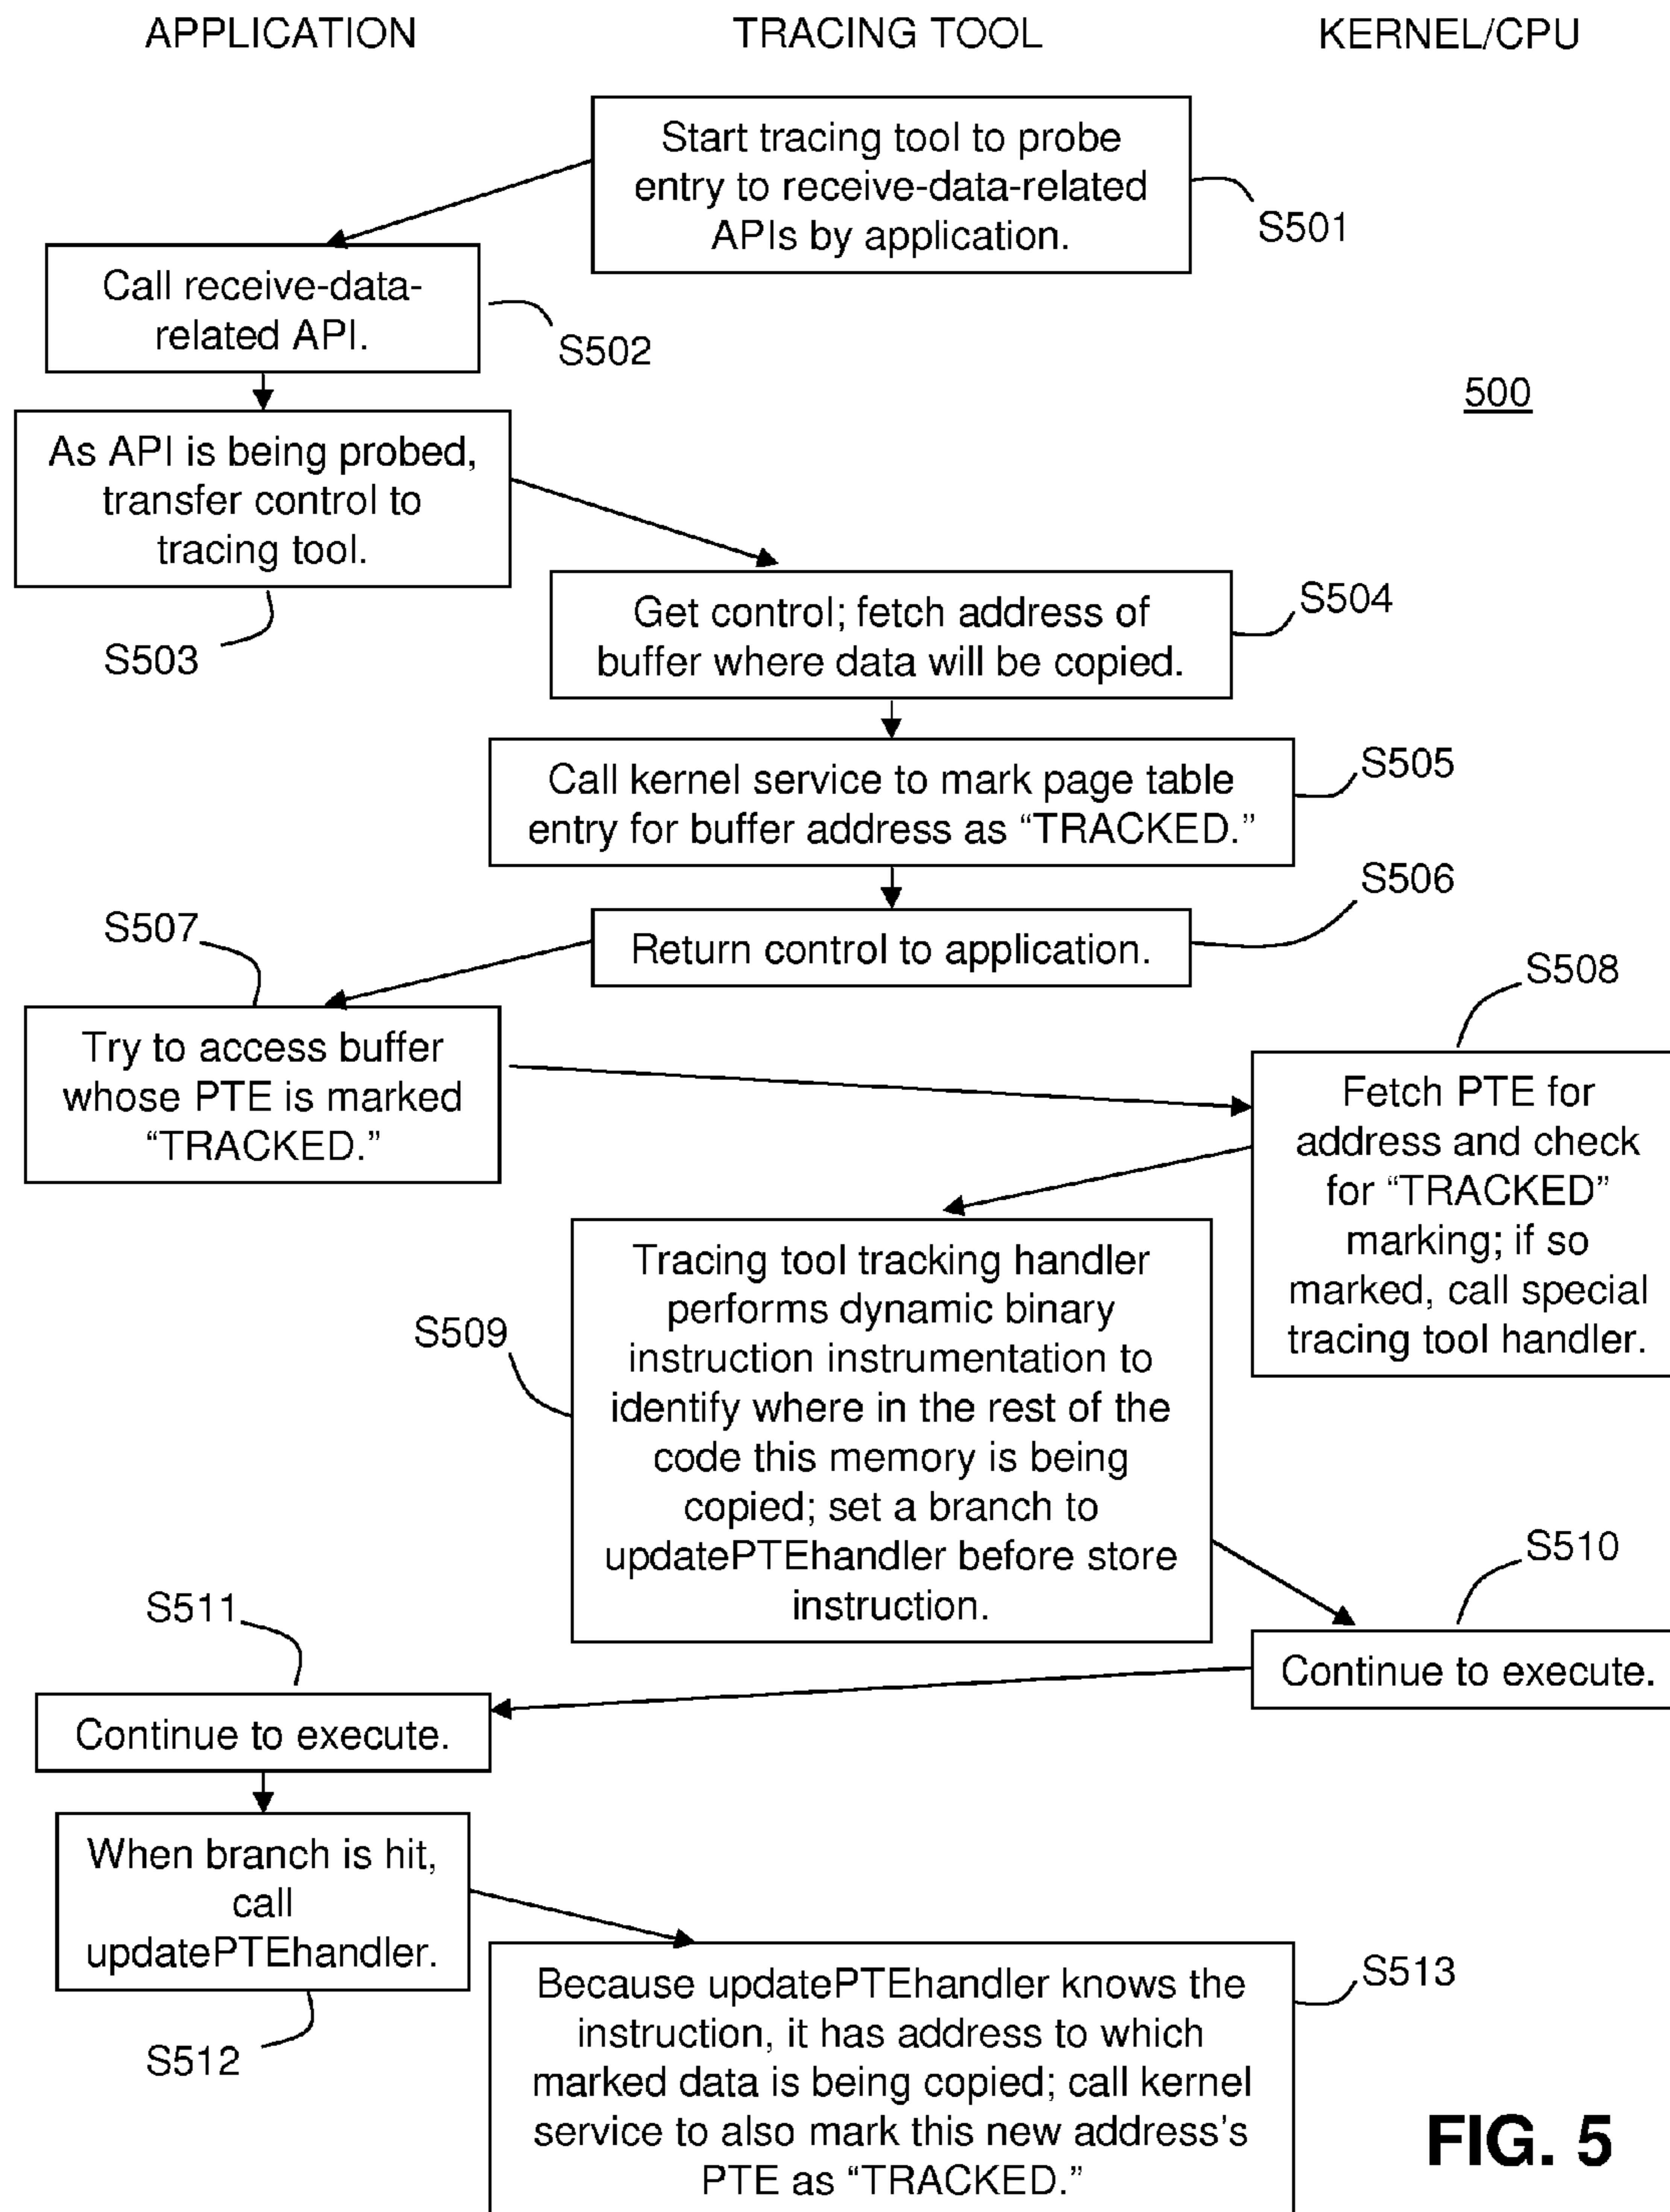 APPLICATION
TRACING TOOL
KERNEL/CPU
Start tracing tool to probe
entry to receive-data-related
APIs by application.
S501
Call receive-data-
related API.
S502
500
As API is being probed,
transfer control to
tracing tool.
S503
Get control; fetch address of
buffer where data will be copied.
S504
Call kernel service to mark page table
entry for buffer address as “TRACKED.”
S505
Return control to application.
S506
S507
Try to access buffer
whose PTE is marked
“TRACKED.”
S508
Fetch PTE for
address and check
for “TRACKED”
marking; if so
marked, call special
tracing tool handler.
S509
Tracing tool tracking handler
performs dynamic binary
instruction instrumentation to
identify where in the rest of the
code this memory is being
copied; set a branch to
updatePTEhandler before store
instruction.
S510
Continue to execute.
S511
Continue to execute.
When branch is hit,
call
updatePTEhandler.
S512
Because updatePTEhandler knows the
instruction, it has address to which
marked data is being copied; call kernel
service to also mark this new address’s
PTE as “TRACKED.”
S513
FIG. 5